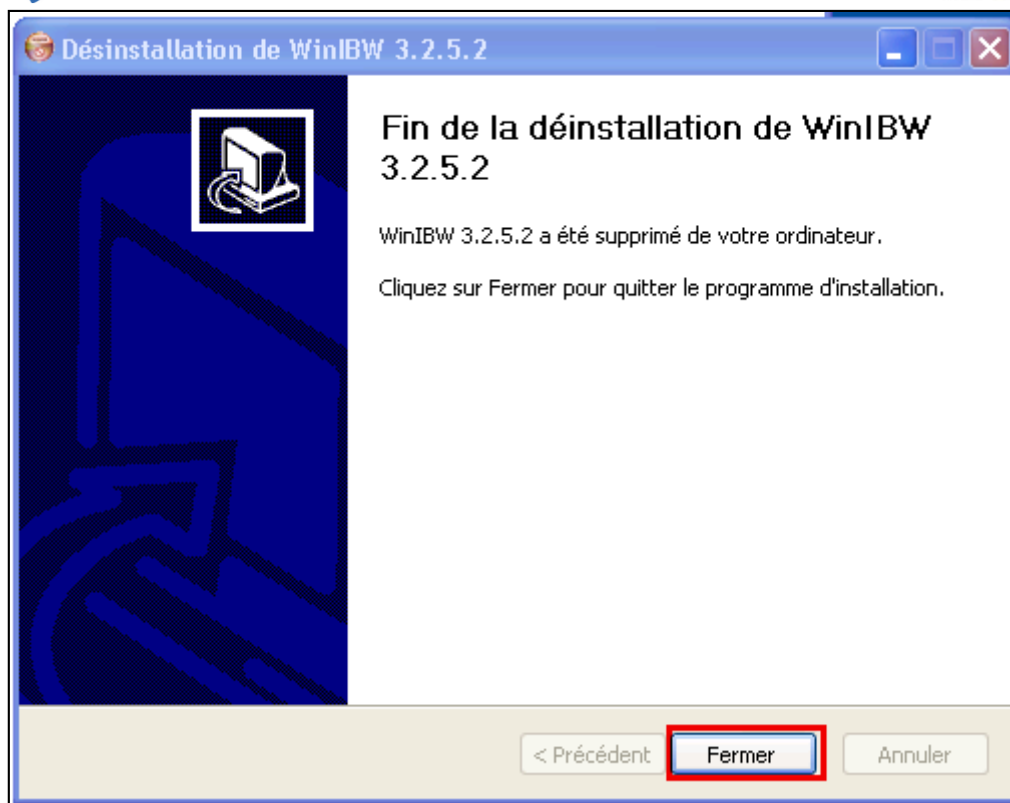 Désinstallation de WinIBW 3.2.5.2
Fin de la déinstallation de WinIBW
3.2.5.2
WinIBW 3.2.5.2 a été supprimé de votre ordinateur.
Cliquez sur Fermer pour quitter le programme d'installation.
< Précédent Fermer Annuler